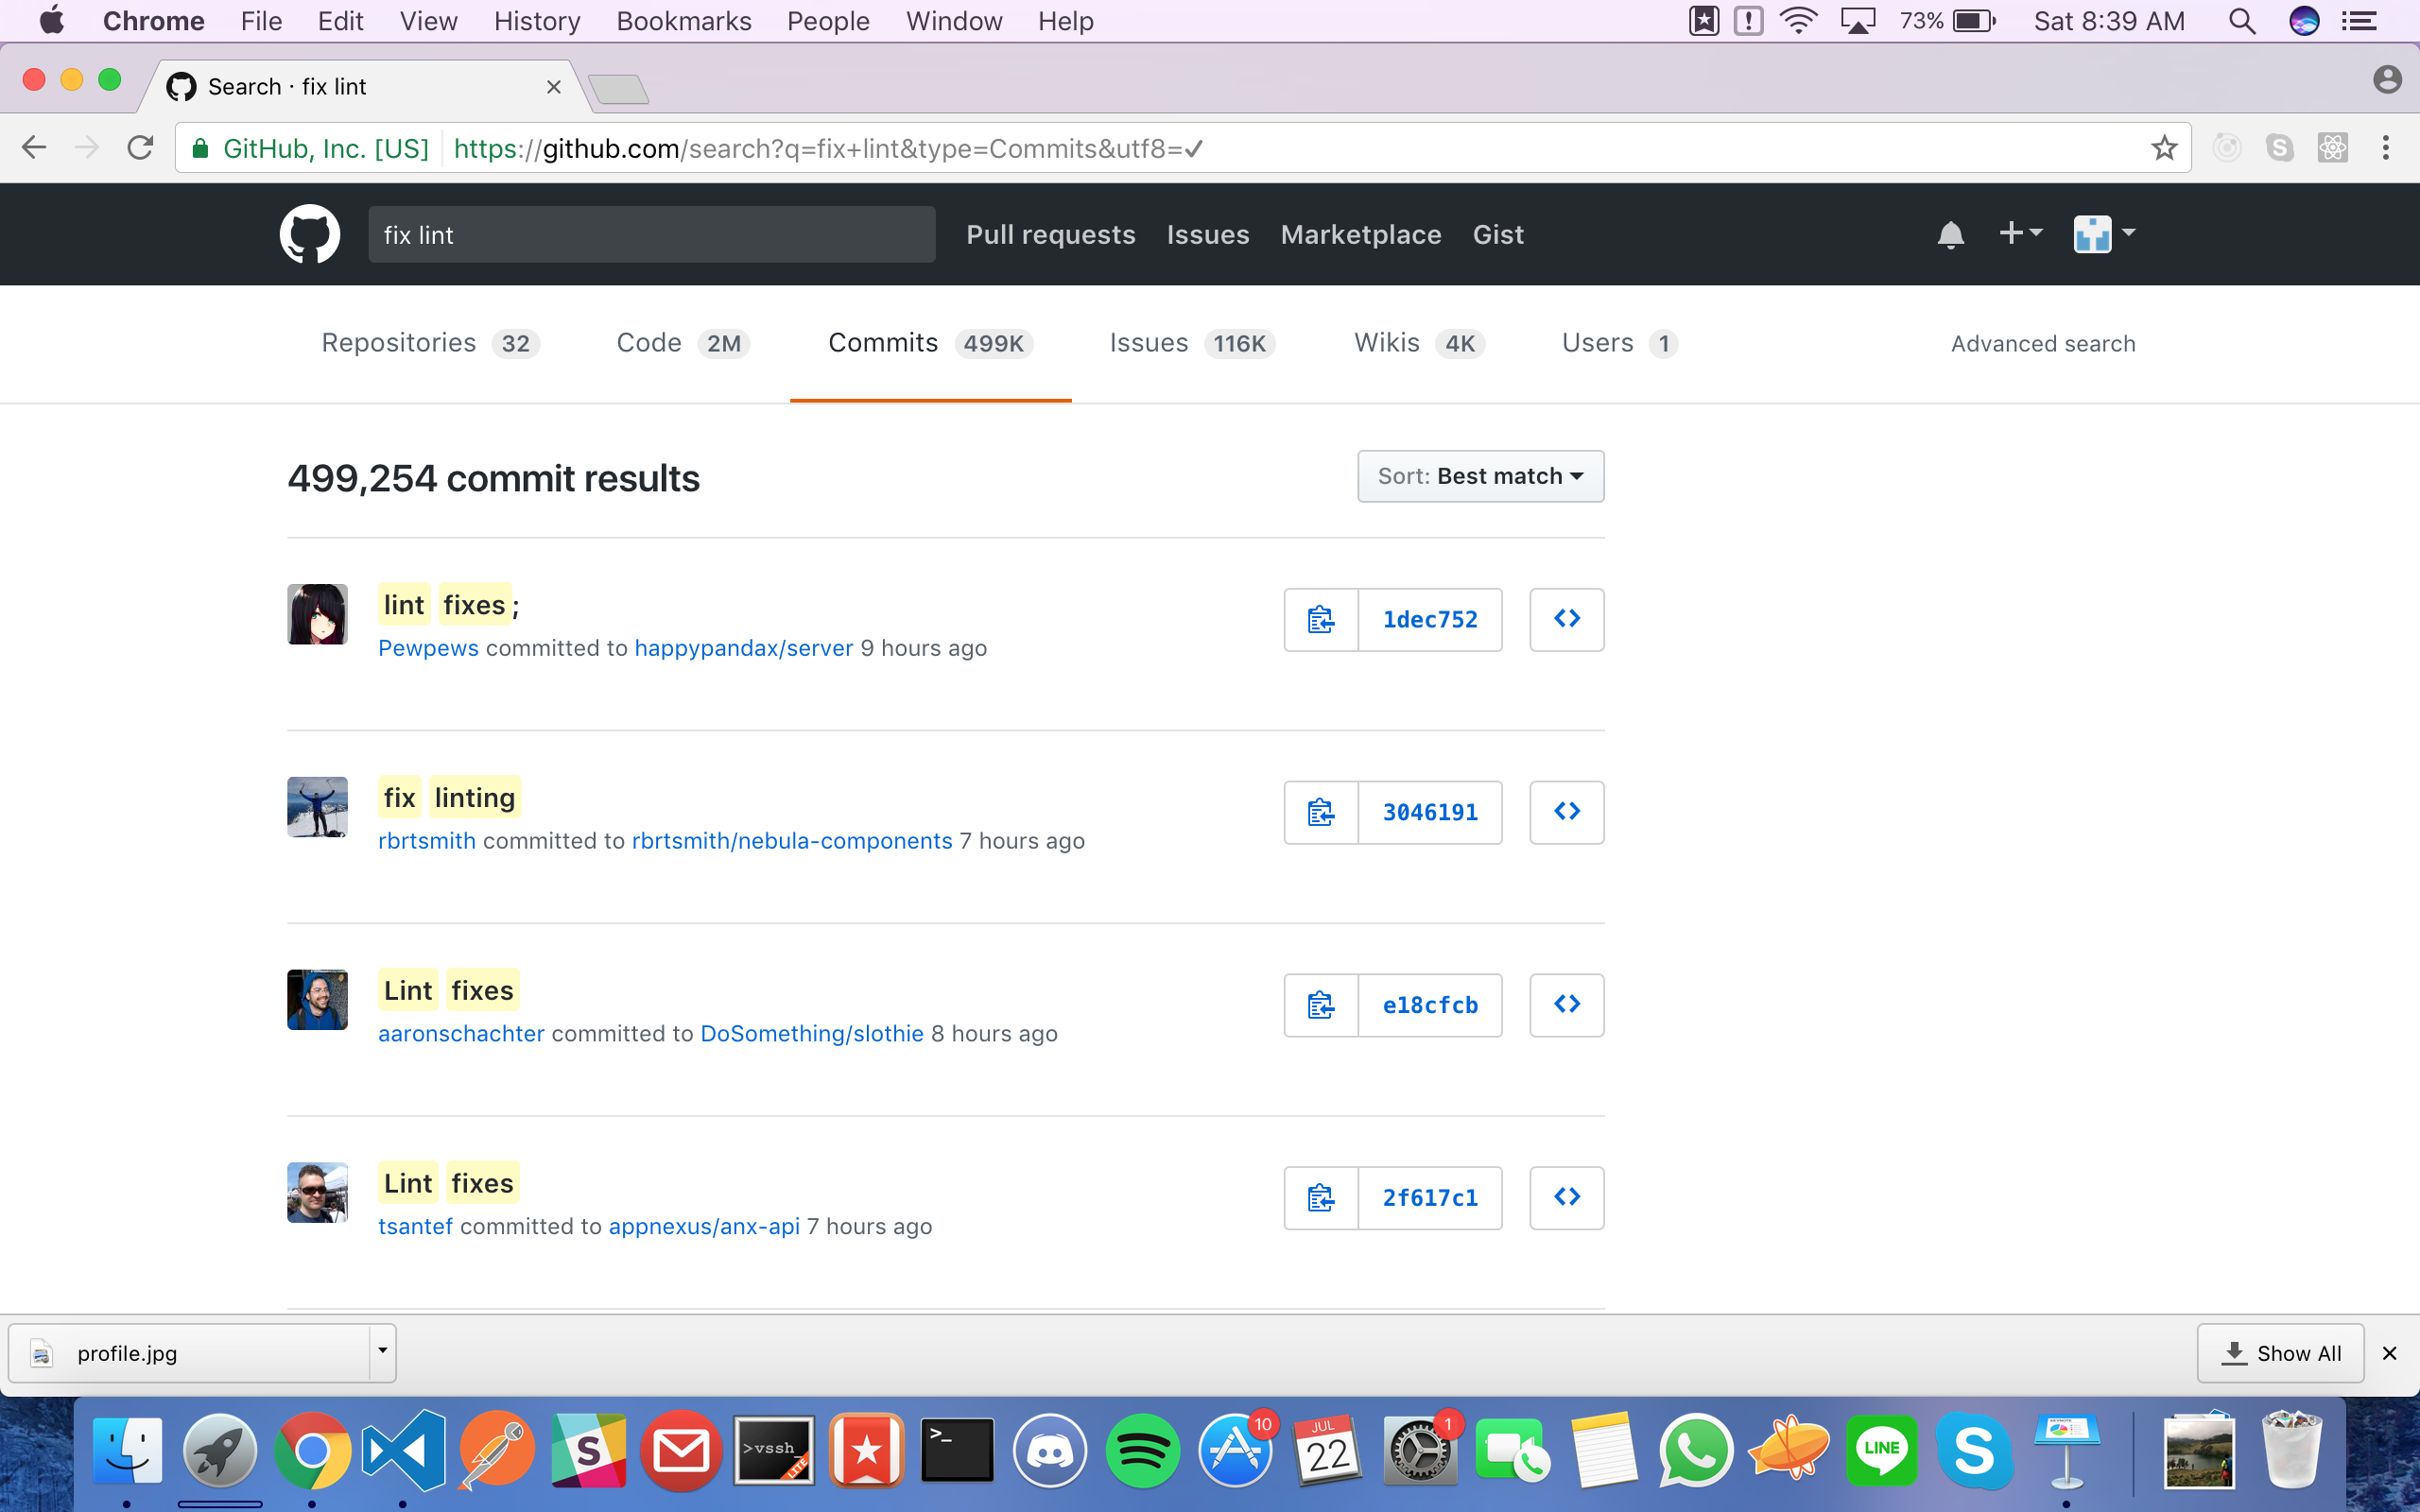 Chrome File Edit View History Bookmarks People Window Help 73% Sat 8:39 AM
Search · fix lint
GitHub, Inc. [US] https://github.com/search?q=fix+lint&type=Commits&utf8=✓
fix lint Pull requests Issues Marketplace Gist
Repositories 32 Code 2M Commits 499K Issues 116K Wikis 4K Users 1 Advanced search
499,254 commit results Sort: Best match
lint fixes;
1dec752
Pewpews committed to happypandax/server 9 hours ago
fix linting
3046191
rbrtsmith committed to rbrtsmith/nebula-components 7 hours ago
Lint fixes
e18cfcb
aaronschachter committed to DoSomething/slothie 8 hours ago
Lint fixes
2f617c1
tsantef committed to appnexus/anx-api 7 hours ago
profile.jpg Show All
S >vssh_ LITE >_ 10 JUL 22 1 LINE S KEYNOTE